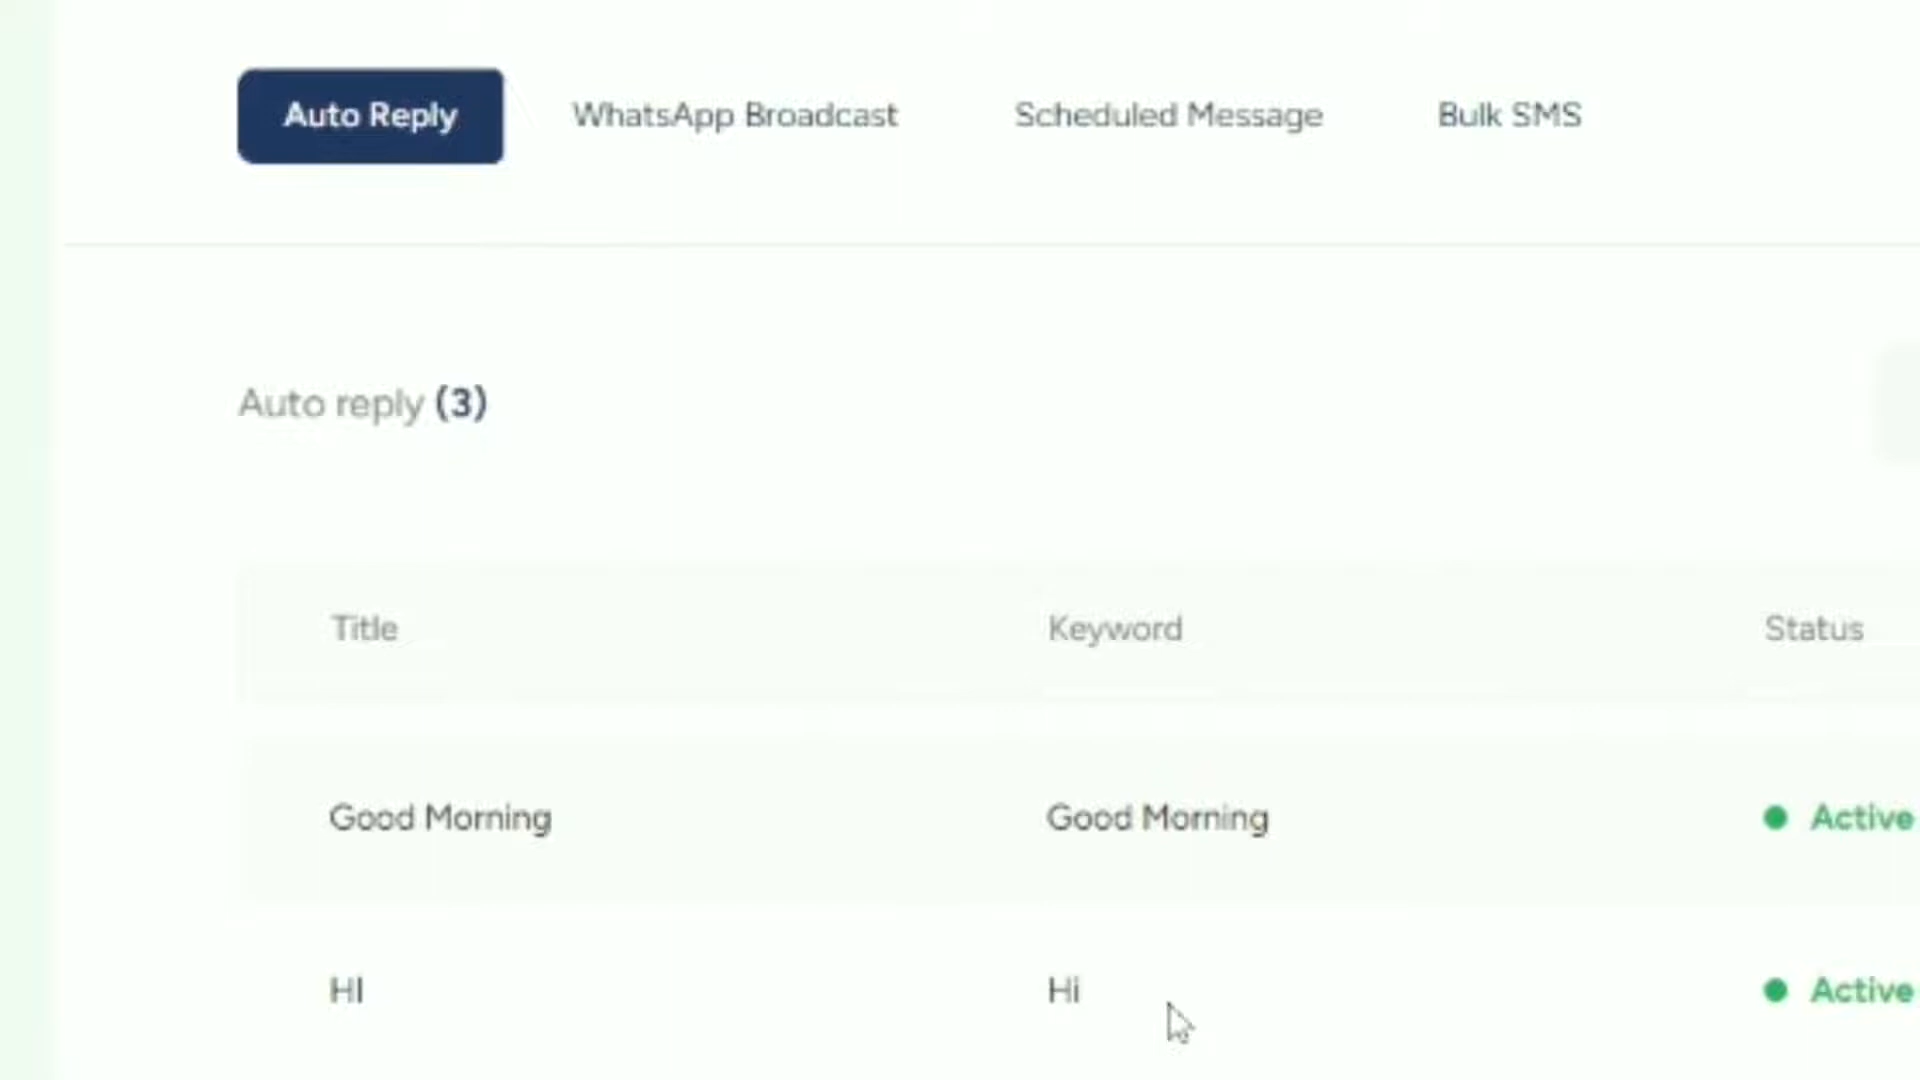 Auto Reply WhatsApp Broadcast Scheduled Message Bulk SMS
Auto reply (3)
Title Keyword Status
Good Morning Good Morning Active
HI Hi Active